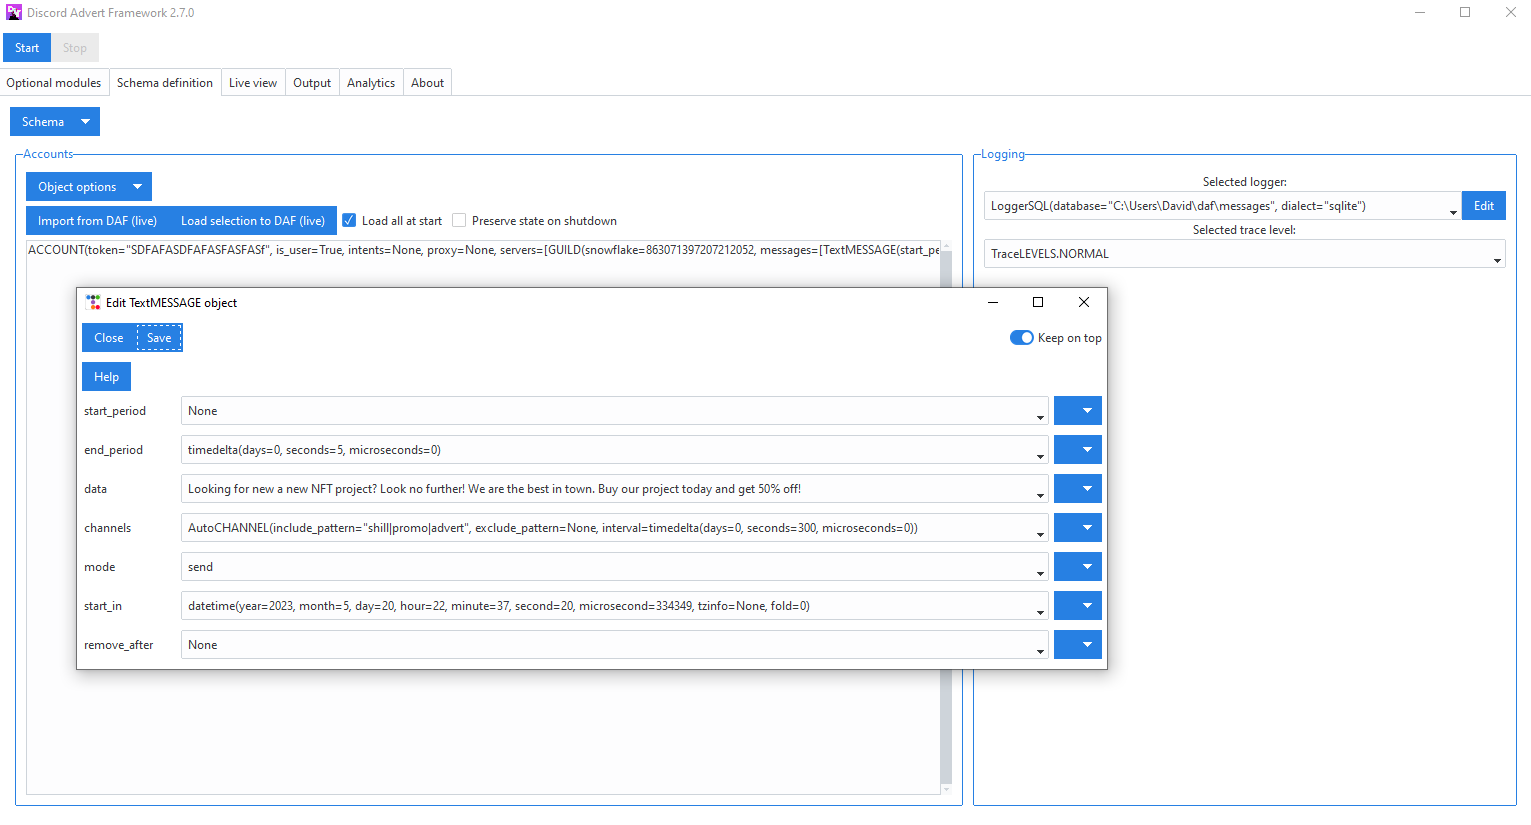 Discord Advert Framework 2.7.0
Start Stop
Optional modules Schema definition Live view Output Analytics About
Schema
Accounts
Object options
Import from DAF (live) Load selection to DAF (live) Load all at start Preserve state on shutdown
ACCOUNT(token="SDFAFASDFAFASFASFASf", is_user=True, intents=None, proxy=None, servers=[GUILD(snowflake=863071397207212052, messages=[TextMESSAGE(start_pe
Logging
Selected logger:
LoggerSQL(database="C:\Users\David\daf\messages", dialect="sqlite") Edit
Selected trace level:
TraceLEVELS.NORMAL
Edit TextMESSAGE object
Close Save Keep on top
Help
start_period None
end_period timedelta(days=0, seconds=5, microseconds=0)
data Looking for new a new NFT project? Look no further! We are the best in town. Buy our project today and get 50% off!
channels AutoCHANNEL(include_pattern="shill|promo|advert", exclude_pattern=None, interval=timedelta(days=0, seconds=300, microseconds=0))
mode send
start_in datetime(year=2023, month=5, day=20, hour=22, minute=37, second=20, microsecond=334349, tzinfo=None, fold=0)
remove_after None